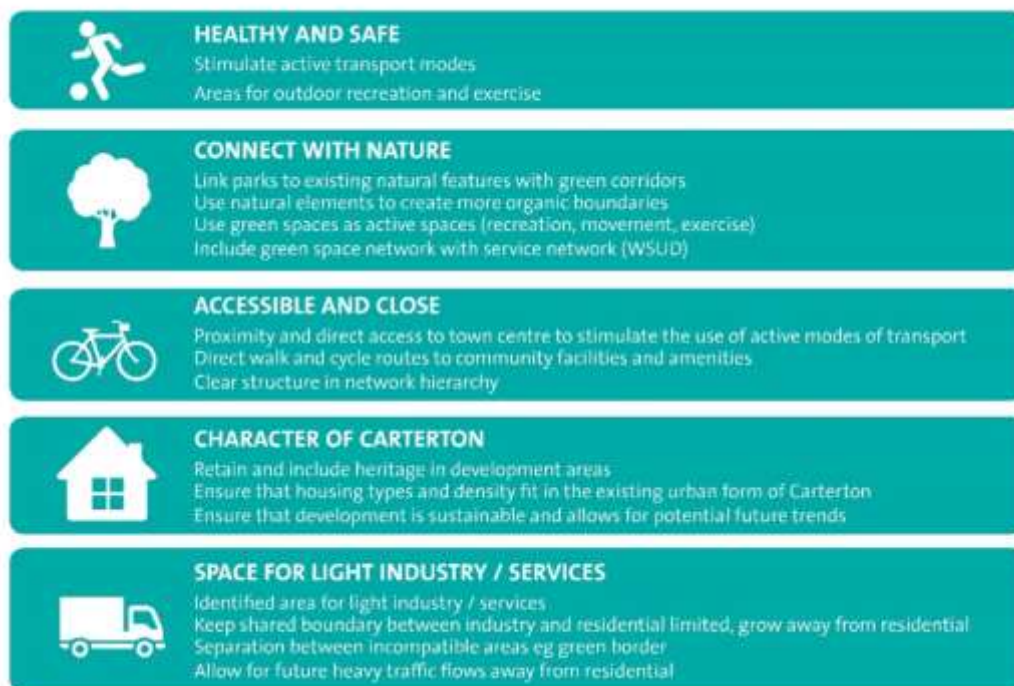 HEALTHY AND SAFE
Stimulate active transport modes
Areas for outdoor recreation and exercise
CONNECT WITH NATURE
Link parks to existing natural features with green corridors
Use natural elements to create more organic boundaries
Use green spaces as active spaces (recreation, movement, exercise)
Include green space network with service network (WSUD)
ACCESSIBLE AND CLOSE
Proximity and direct access to town centre to stimulate the use of active modes of transport
Direct walk and cycle routes to community facilities and amenities
Clear structure in network hierarchy
CHARACTER OF CARTERTON
Retain and include heritage in development areas
Ensure that housing types and density fit in the existing urban form of Carterton
Ensure that development is sustainable and allows for potential future trends
SPACE FOR LIGHT INDUSTRY / SERVICES
Identified area for light industry / services
Keep shared boundary between industry and residential limited, grow away from residential
Separation between incompatible areas eg green border
Allow for future heavy traffic flows away from residential